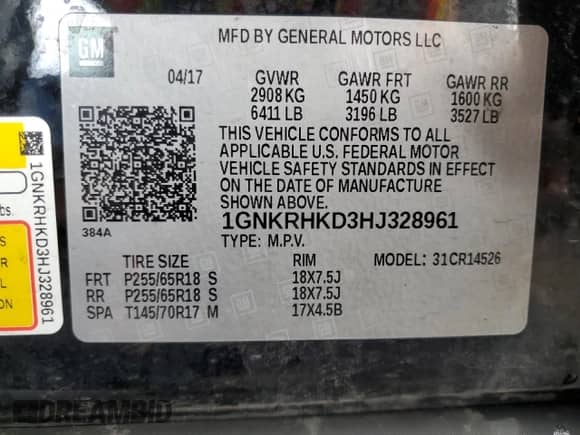 GM
MFD BY GENERAL MOTORS LLC
04/17 GVWR GAWR FRT GAWR RR
2908 KG 1450 KG 1600 KG
6411 LB 3196 LB 3527 LB
THIS VEHICLE CONFORMS TO ALL
APPLICABLE U.S. FEDERAL MOTOR
VEHICLE SAFETY STANDARDS IN EFFECT
ON THE DATE OF MANUFACTURE
SHOWN ABOVE.
384A
1GNKRHKD3HJ328961
TYPE: M.P.V.
TIRE SIZE RIM MODEL: 31CR14526
FRT P255/65R18 S 18X7.5J
RR P255/65R18 S 18X7.5J
SPA T145/70R17 M 17X4.5B
1GNKRHKD3HJ328961
bs.
S
ON
DREAMBID